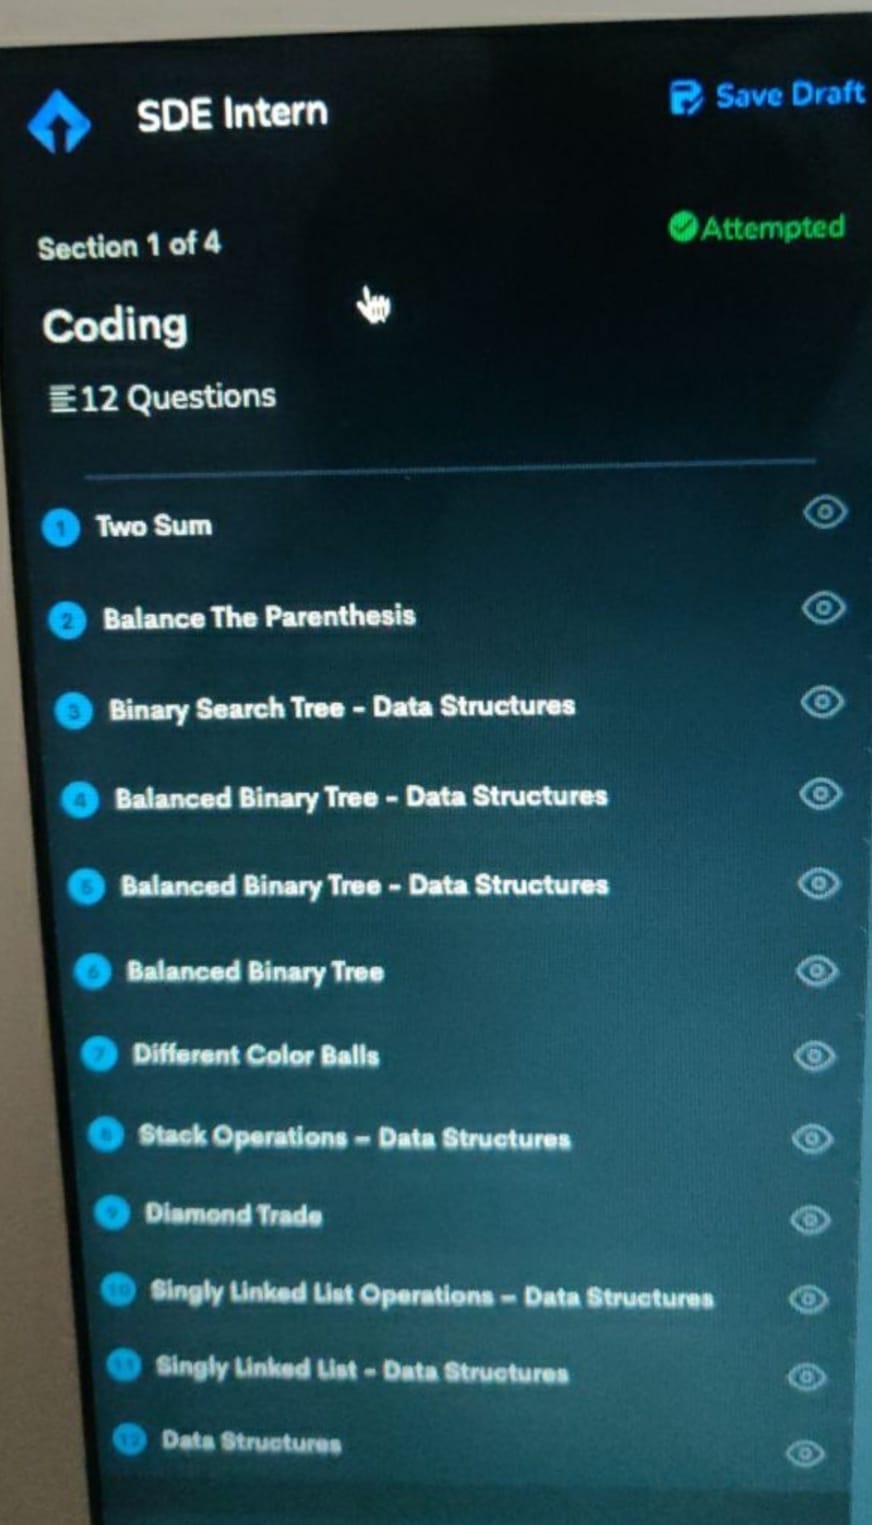 SDE Intern
Save Draft
Section 1 of 4
Attempted
Coding
12 Questions
1 Two Sum
2 Balance The Parenthesis
3 Binary Search Tree - Data Structures
4 Balanced Binary Tree - Data Structures
5 Balanced Binary Tree - Data Structures
6 Balanced Binary Tree
7 Different Color Balls
8 Stack Operations - Data Structures
9 Diamond Trade
10 Singly Linked List Operations - Data Structures
11 Singly Linked List - Data Structures
12 Data Structures